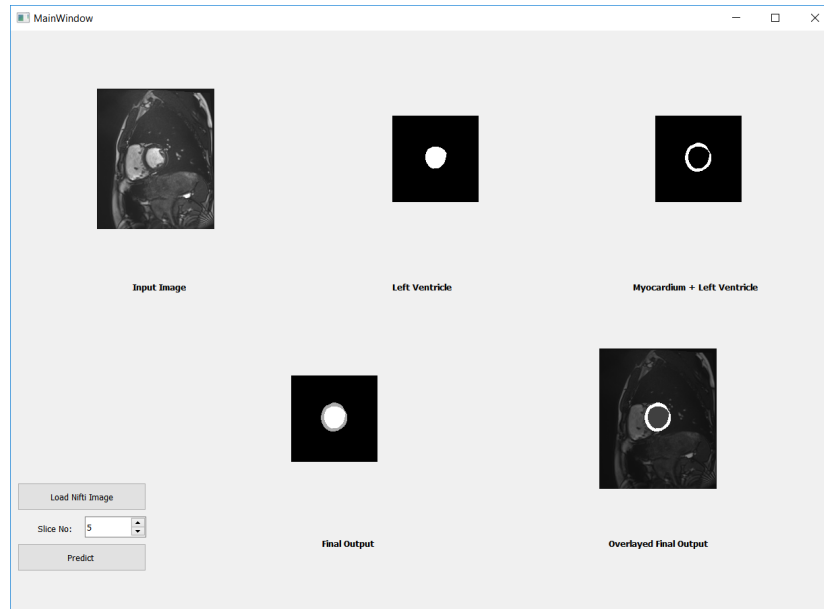 MainWindow
Input Image
Left Ventricle
Myocardium + Left Ventricle
Load Nifti Image
Slice No: 5
Predict
Final Output
Overlayed Final Output